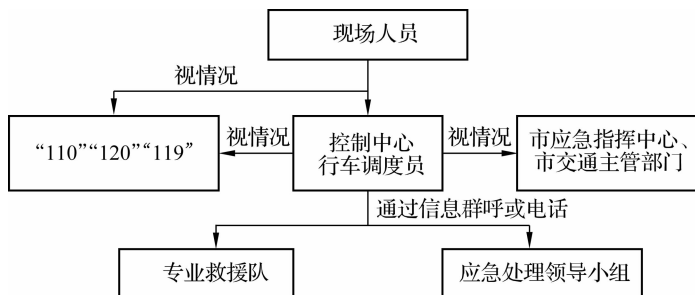 现场人员
视情况
“110”“120”“119”
视情况
控制中心
行车调度员
视情况
市应急指挥中心、
市交通主管部门
通过信息群呼或电话
专业救援队
应急处理领导小组